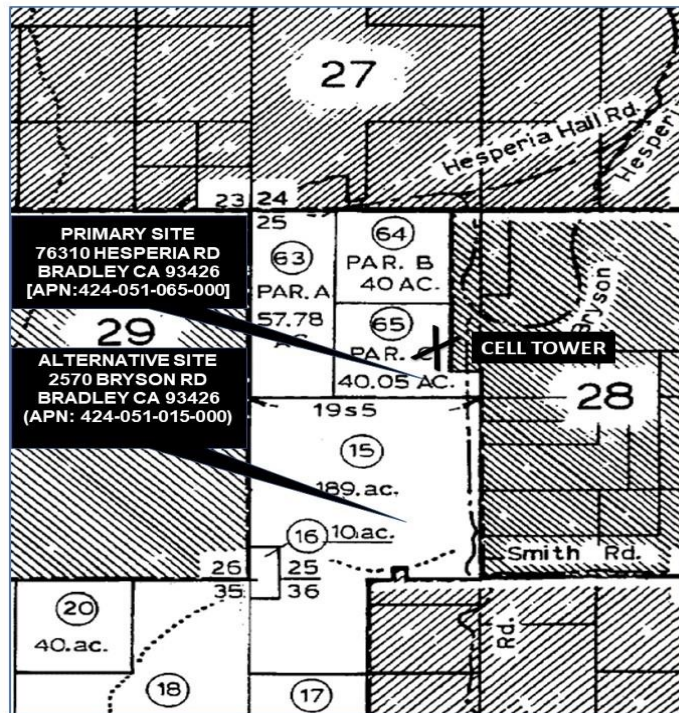 27
Hesperia Hall Rd.
Hesperi
23 24
25
PRIMARY SITE
76310 HESPERIA RD
BRADLEY CA 93426
[APN:424-051-065-000]
63
PAR. A
57.78
AC.
64
PAR. B
40 AC.
65
PAR.
40.05 AC.
CELL TOWER
Bryson
29
28
ALTERNATIVE SITE
2570 BRYSON RD
BRADLEY CA 93426
(APN: 424-051-015-000)
19s5
15
189.ac.
16 10ac.
Smith Rd.
26 25
35 36
20
40.ac.
Rd.
18
17